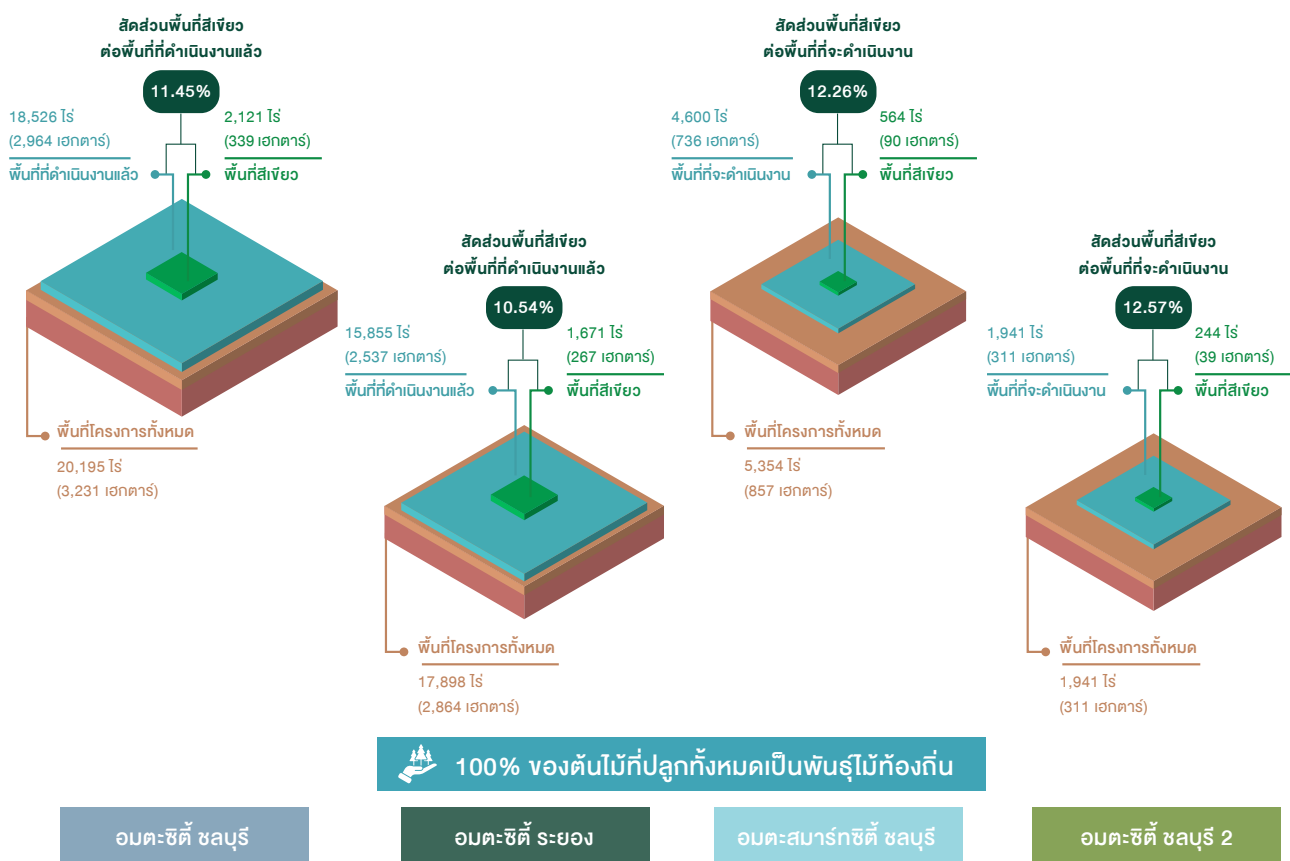 สัดส่วนพื้นที่สีเขียว
ต่อพื้นที่ที่ดำเนินงานแล้ว
11.45%
18,526 ไร่
(2,964 เฮกตาร์)
พื้นที่ที่ดำเนินงานแล้ว
2,121 ไร่
(339 เฮกตาร์)
พื้นที่สีเขียว
พื้นที่โครงการทั้งหมด
20,195 ไร่
(3,231 เฮกตาร์)
สัดส่วนพื้นที่สีเขียว
ต่อพื้นที่ที่ดำเนินงานแล้ว
10.54%
15,855 ไร่
(2,537 เฮกตาร์)
พื้นที่ที่ดำเนินงานแล้ว
1,671 ไร่
(267 เฮกตาร์)
พื้นที่สีเขียว
พื้นที่โครงการทั้งหมด
17,898 ไร่
(2,864 เฮกตาร์)
สัดส่วนพื้นที่สีเขียว
ต่อพื้นที่ที่จะดำเนินงาน
12.26%
4,600 ไร่
(736 เฮกตาร์)
พื้นที่ที่จะดำเนินงาน
564 ไร่
(90 เฮกตาร์)
พื้นที่สีเขียว
พื้นที่โครงการทั้งหมด
5,354 ไร่
(857 เฮกตาร์)
สัดส่วนพื้นที่สีเขียว
ต่อพื้นที่ที่จะดำเนินงาน
12.57%
1,941 ไร่
(311 เฮกตาร์)
พื้นที่ที่จะดำเนินงาน
244 ไร่
(39 เฮกตาร์)
พื้นที่สีเขียว
พื้นที่โครงการทั้งหมด
1,941 ไร่
(311 เฮกตาร์)
100% ของต้นไม้ที่ปลูกทั้งหมดเป็นพันธุ์ไม้ท้องถิ่น
อมตะซิตี้ ชลบุรี
อมตะซิตี้ ระยอง
อมตะสมาร์ทซิตี้ ชลบุรี
อมตะซิตี้ ชลบุรี 2